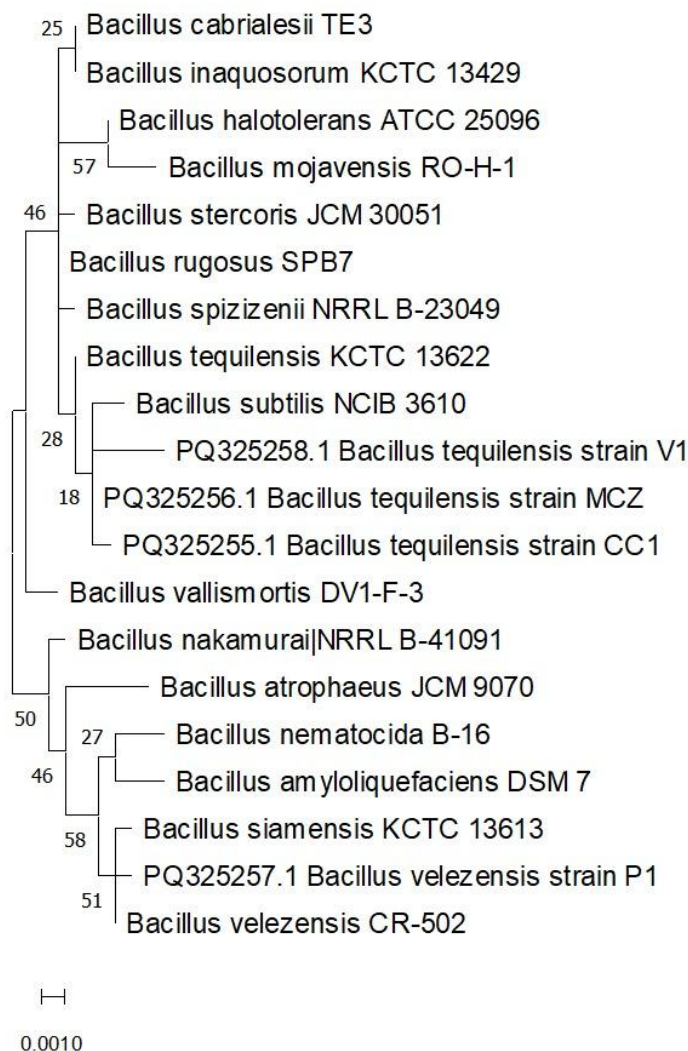 25
Bacillus cabrialesii TE3
Bacillus inaquosorum KCTC 13429
Bacillus halotolerans ATCC 25096
57
Bacillus mojavensis RO-H-1
46
Bacillus stercoris JCM 30051
Bacillus rugosus SPB7
Bacillus spizizenii NRRL B-23049
Bacillus tequilensis KCTC 13622
Bacillus subtilis NCIB 3610
28
PQ325258.1 Bacillus tequilensis strain V1
18
PQ325256.1 Bacillus tequilensis strain MCZ
PQ325255.1 Bacillus tequilensis strain CC1
Bacillus vallismortis DV1-F-3
Bacillus nakamurai|NRRL B-41091
Bacillus atrophaeus JCM 9070
50
27
Bacillus nematocida B-16
46
Bacillus amyloliquefaciens DSM 7
Bacillus siamensis KCTC 13613
58
PQ325257.1 Bacillus velezensis strain P1
51
Bacillus velezensis CR-502
0.0010